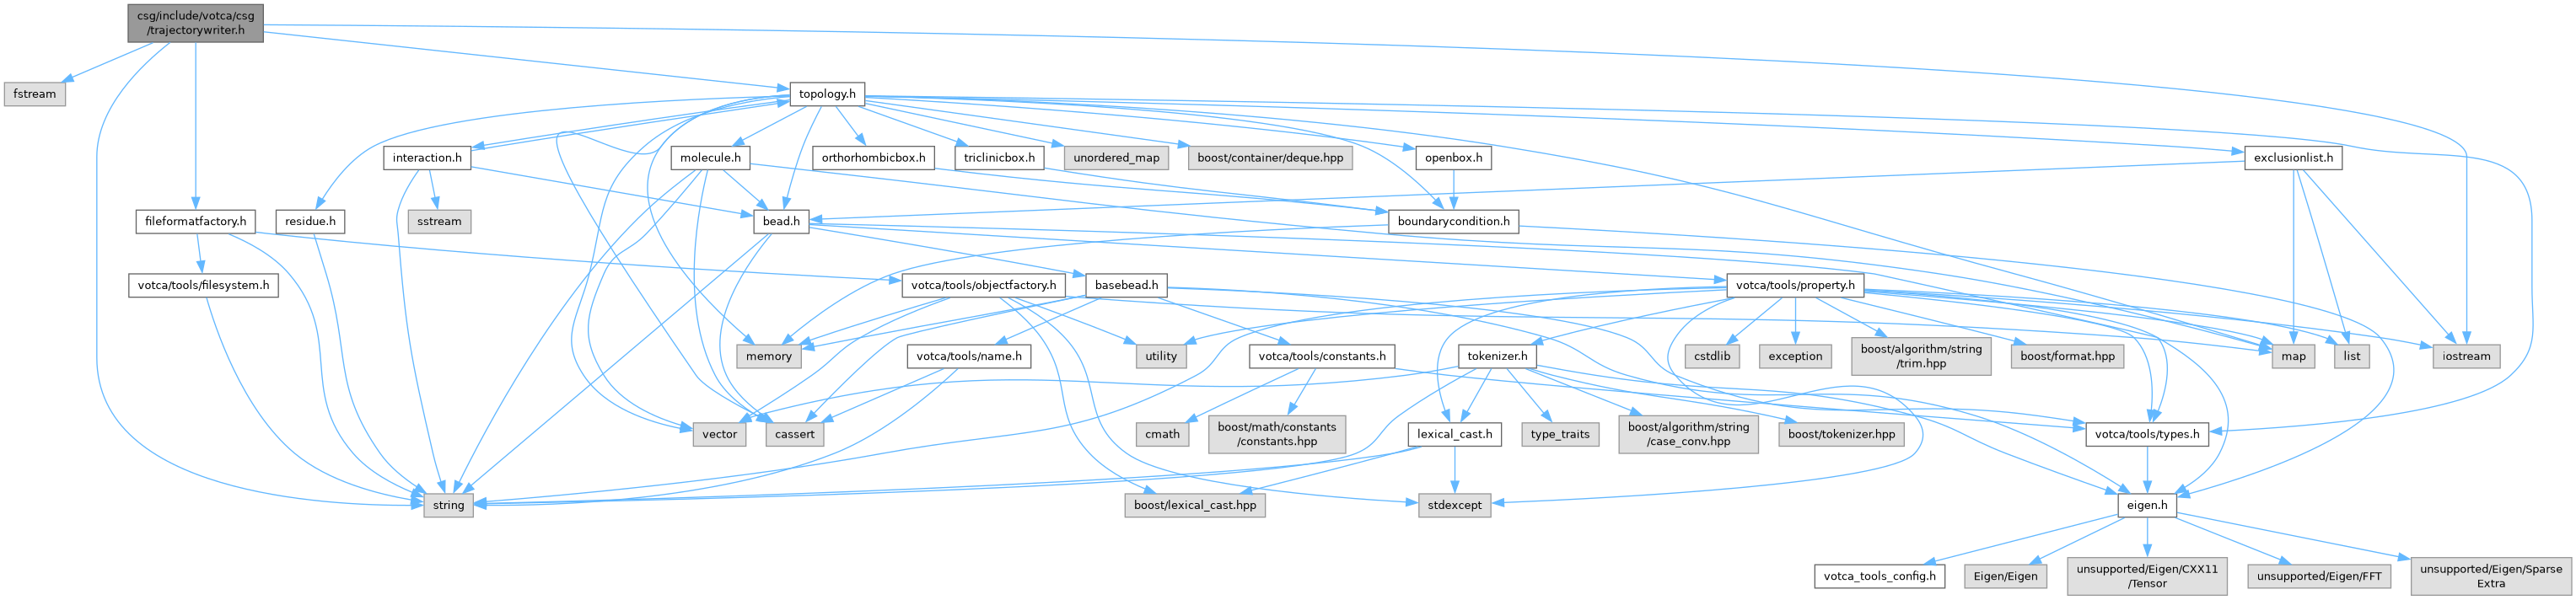 csg/include/votca/csg
/trajectorywriter.h
fstream
topology.h
interaction.h
molecule.h
orthorhombicbox.h
triclinicbox.h
unordered_map
boost/container/deque.hpp
openbox.h
exclusionlist.h
fileformatfactory.h
residue.h
sstream
bead.h
boundarycondition.h
votca/tools/filesystem.h
votca/tools/objectfactory.h
basebead.h
votca/tools/property.h
memory
votca/tools/name.h
utility
votca/tools/constants.h
tokenizer.h
cstdlib
exception
boost/algorithm/string
/trim.hpp
boost/format.hpp
map
list
iostream
vector
cassert
cmath
boost/math/constants
/constants.hpp
lexical_cast.h
type_traits
boost/algorithm/string
/case_conv.hpp
boost/tokenizer.hpp
votca/tools/types.h
string
boost/lexical_cast.hpp
stdexcept
eigen.h
votca_tools_config.h
Eigen/Eigen
unsupported/Eigen/CXX11
/Tensor
unsupported/Eigen/FFT
unsupported/Eigen/Sparse
Extra